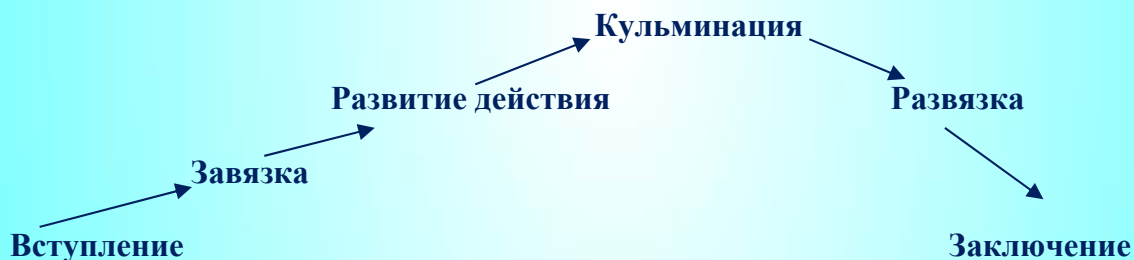 Кульминация
Развитие действия
Развязка
Завязка
Вступление
Заключение